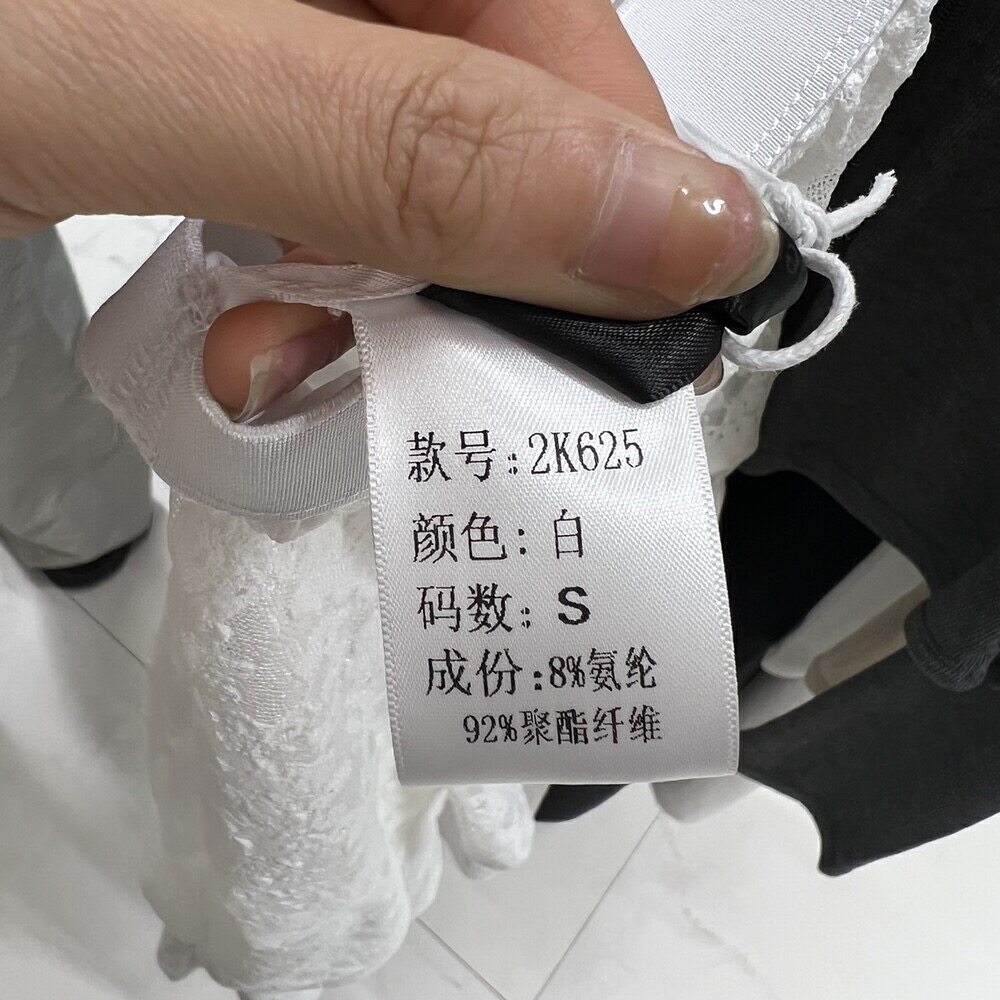 款号:2K625
颜色:白
码数:S
成份:8%氨纶
92%聚酯纤维